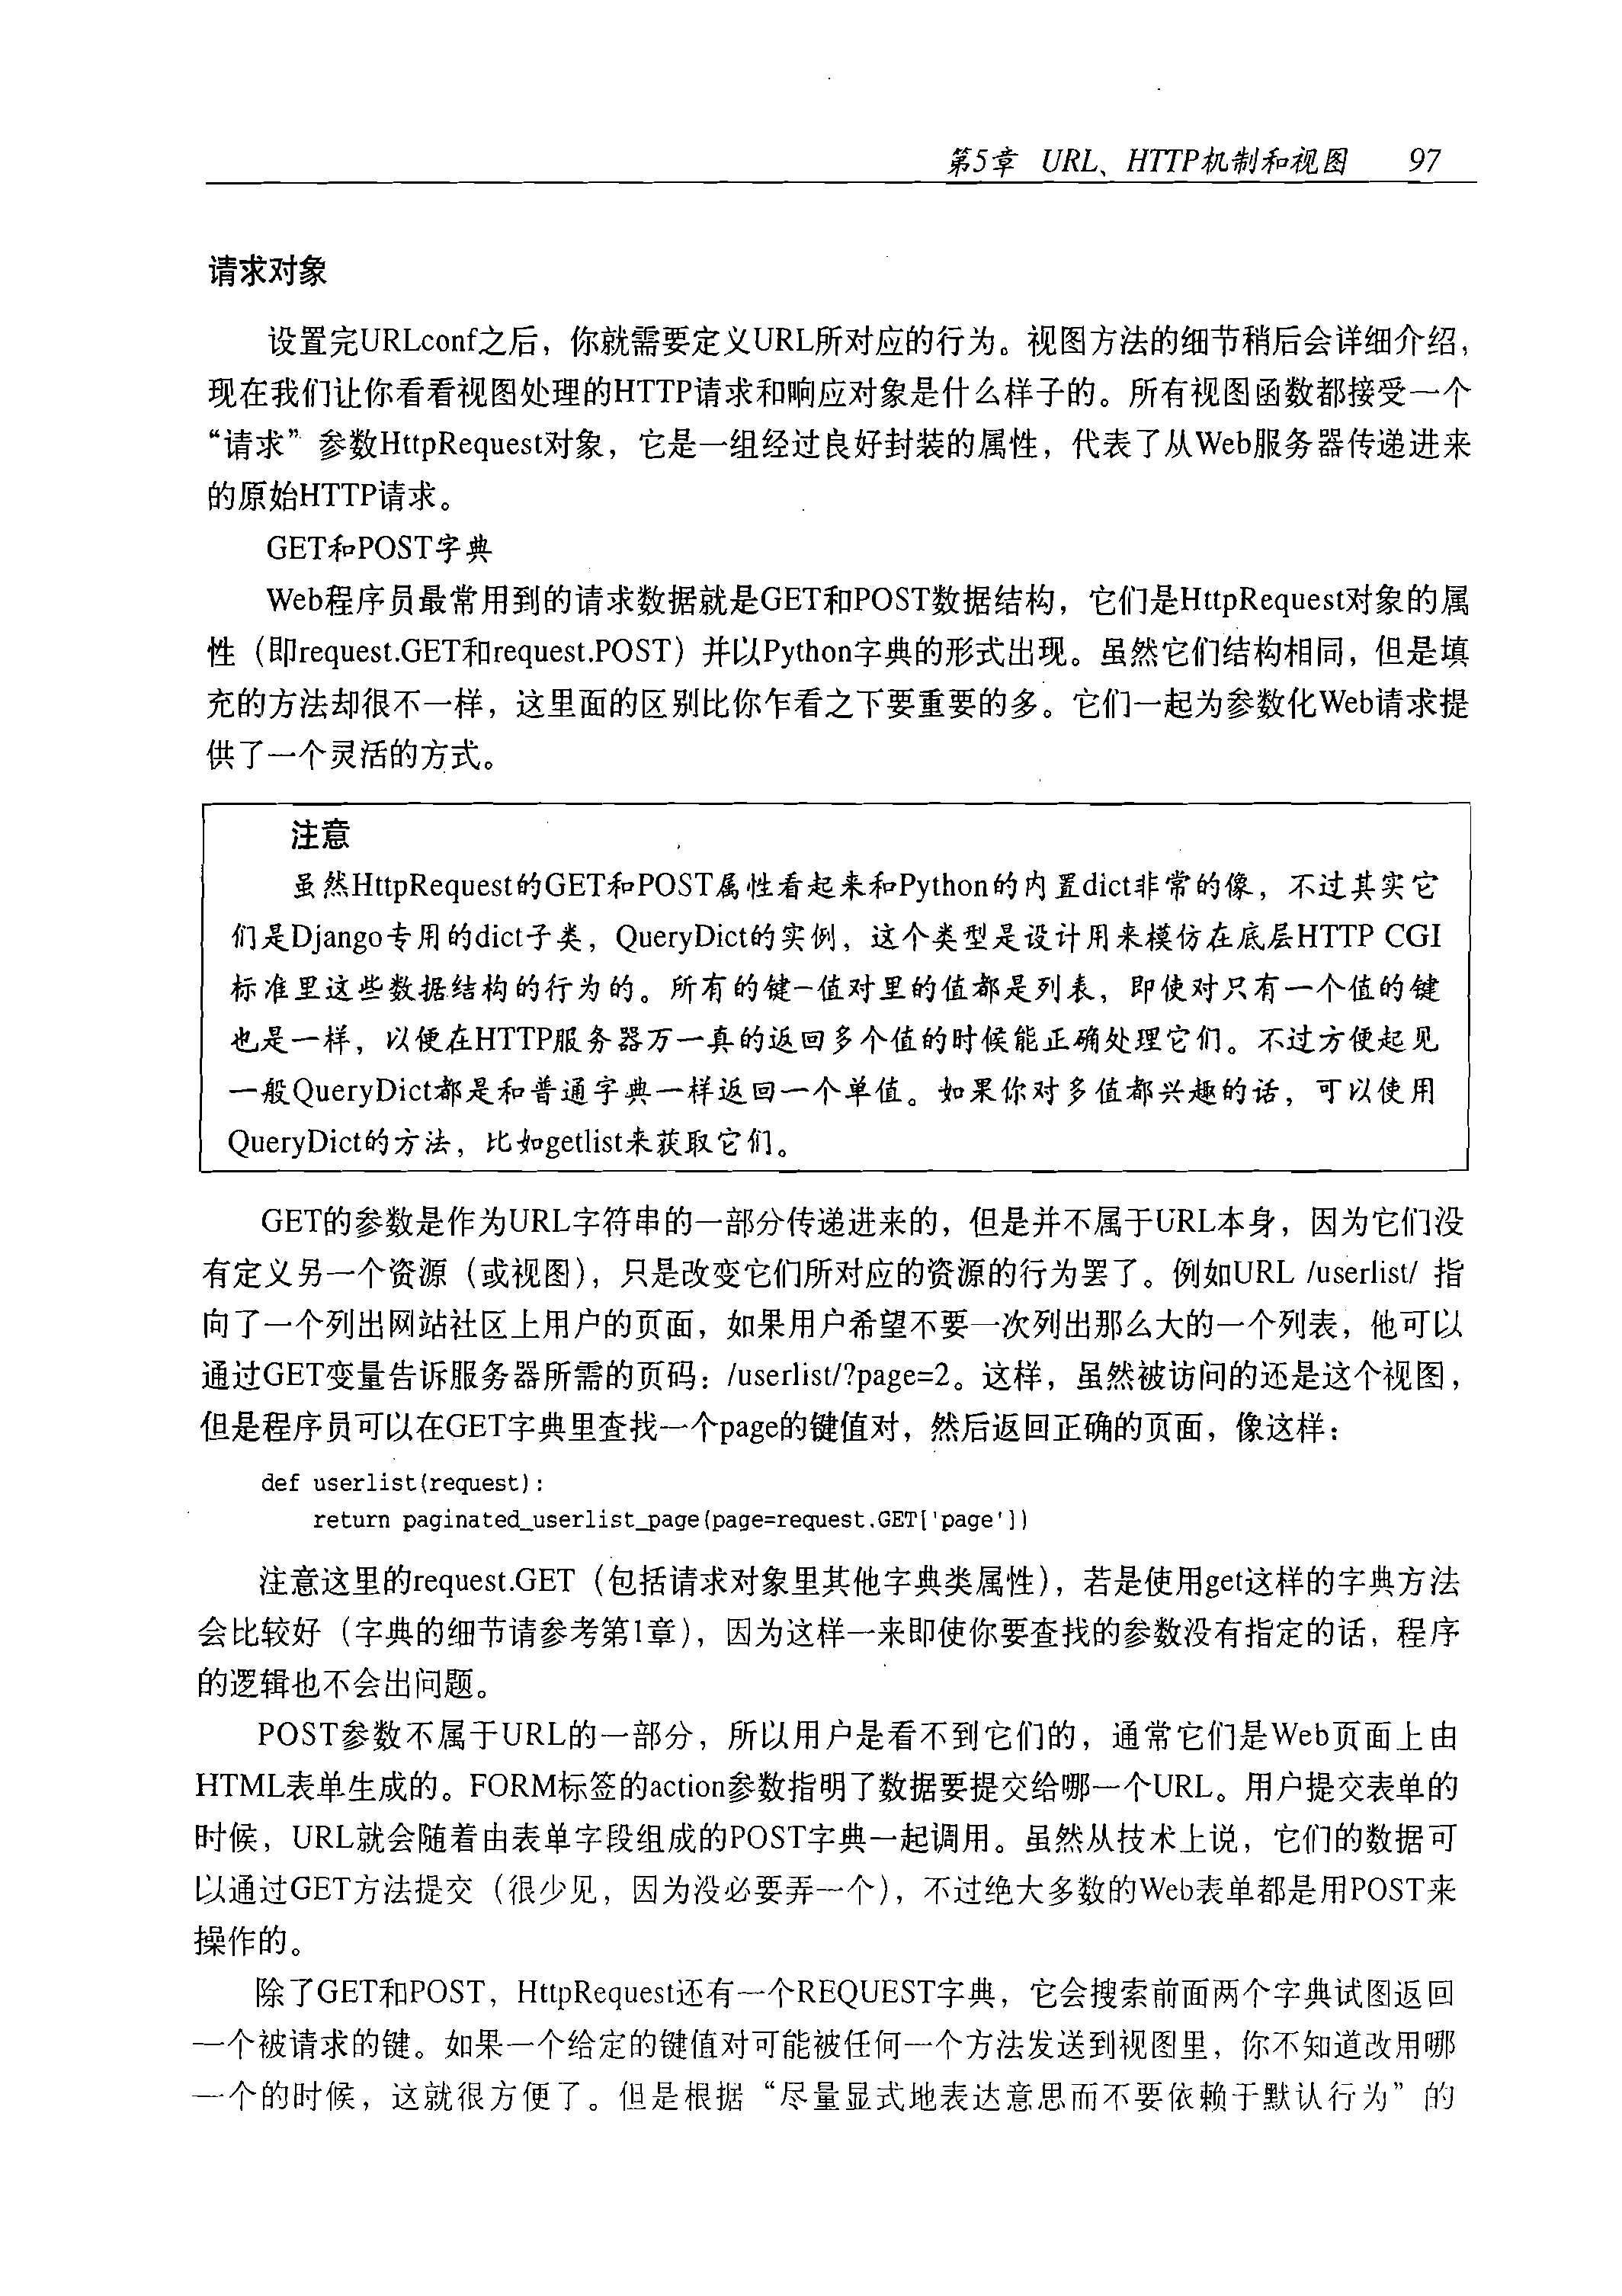 第5章 URL、HTTP机制和视图 97
请求对象
设置完URLconf之后，你就需要定义URL所对应的行为。视图方法的细节稍后会详细介绍，
现在我们让你看看视图处理的HTTP请求和响应对象是什么样子的。所有视图函数都接受一个
“请求”参数HttpRequest对象，它是一组经过良好封装的属性，代表了从Web服务器传递进来
的原始HTTP请求。
GET和POST字典
Web程序员最常用到的请求数据就是GET和POST数据结构，它们是HttpRequest对象的属
性（即request.GET和request.POST）并以Python字典的形式出现。虽然它们结构相同，但是填
充的方法却很不一样，这里面的区别比你乍看之下要重要的多。它们一起为参数化Web请求提
供了一个灵活的方式。
注意
虽然HttpRequest的GET和POST属性看起来和Python的内置dict非常的像，不过其实它
们是Django专用的dict子类，QueryDict的实例，这个类型是设计用来模仿在底层HTTP CGI
标准里这些数据结构的行为的。所有的键-值对里的值都是列表，即使对只有一个值的键
也是一样，以便在HTTP服务器万一真的返回多个值的时候能正确处理它们。不过方便起见
一般QueryDict都是和普通字典一样返回一个单值。如果你对多值都兴趣的话，可以使用
QueryDict的方法，比如getlist来获取它们。
GET的参数是作为URL字符串的一部分传递进来的，但是并不属于URL本身，因为它们没
有定义另一个资源（或视图），只是改变它们所对应的资源的行为罢了。例如URL /userlist/ 指
向了一个列出网站社区上用户的页面，如果用户希望不要一次列出那么大的一个列表，他可以
通过GET变量告诉服务器所需的页码：/userlist/?page=2。这样，虽然被访问的还是这个视图，
但是程序员可以在GET字典里查找一个page的键值对，然后返回正确的页面，像这样：
def userlist(request):
    return paginated_userlist_page(page=request.GET['page'])
注意这里的request.GET（包括请求对象里其他字典类属性），若是使用get这样的字典方法
会比较好（字典的细节请参考第1章），因为这样一来即使你要查找的参数没有指定的话，程序
的逻辑也不会出问题。
POST参数不属于URL的一部分，所以用户是看不到它们的，通常它们是Web页面上由
HTML表单生成的。FORM标签的action参数指明了数据要提交给哪一个URL。用户提交表单的
时候，URL就会随着由表单字段组成的POST字典一起调用。虽然从技术上说，它们的数据可
以通过GET方法提交（很少见，因为没必要弄一个），不过绝大多数的Web表单都是用POST来
操作的。
除了GET和POST，HttpRequest还有一个REQUEST字典，它会搜索前面两个字典试图返回
一个被请求的键。如果一个给定的键值对可能被任何一个方法发送到视图里，你不知道改用哪
一个的时候，这就很方便了。但是根据“尽量显式地表达意思而不要依赖于默认行为”的